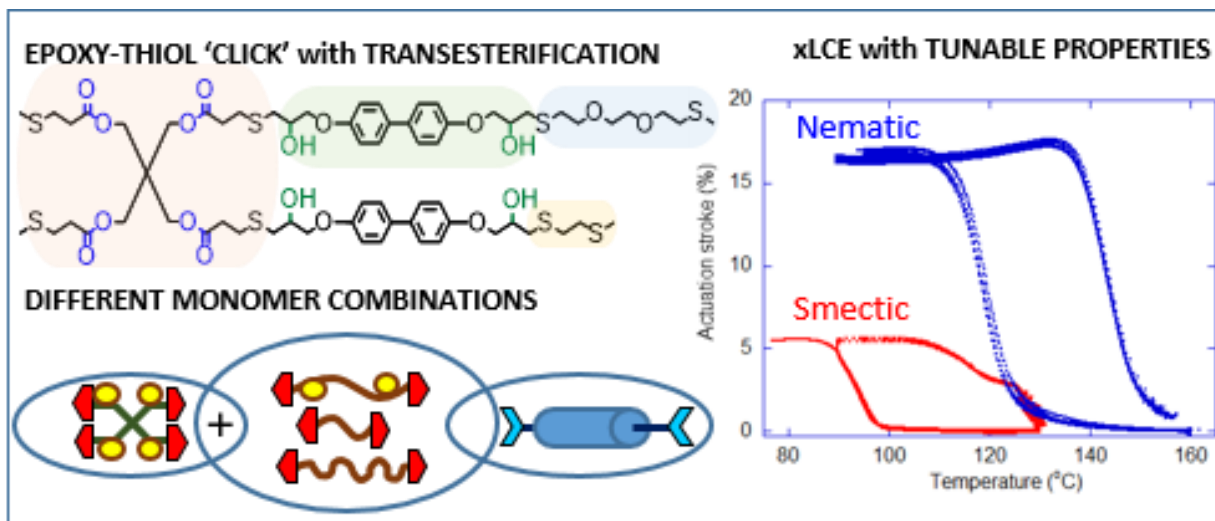 EPOXY-THIOL 'CLICK' with TRANSESTERIFICATION
O O
S O O S O O S
OH OH
O O
OH OH
S O O S O O S S
O O
DIFFERENT MONOMER COMBINATIONS
+
xLCE with TUNABLE PROPERTIES
20
Nematic
15
10
Smectic
5
0
Actuation stroke (%)
80 100 120 140 160
Temperature (°C)